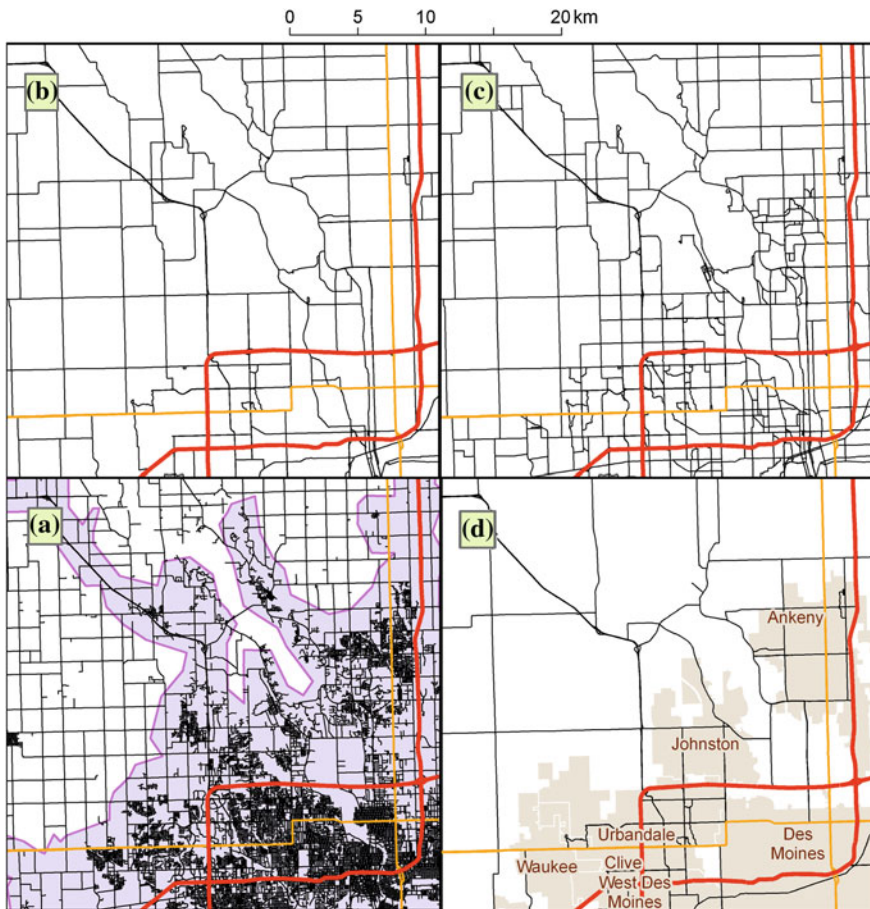 0 5 10 20 km
(b)
(c)
(a)
(d)
Ankeny
Johnston
Urbandale
Des
Moines
Waukee
Clive
West Des
Moines